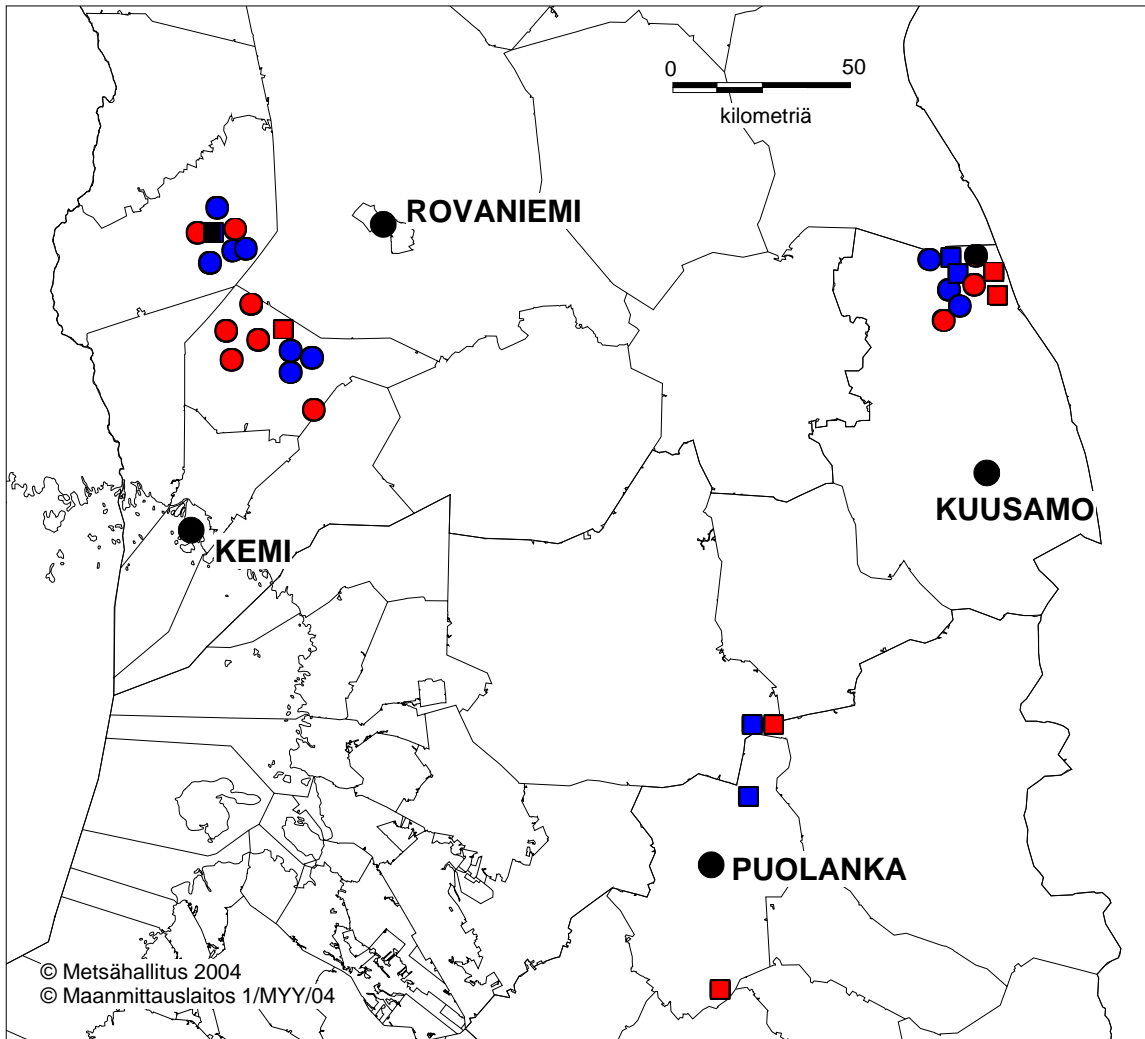 0 50
kilometriä
ROVANIEMI
KUUSAMO
KEMI
PUOLANKA
© Metsähallitus 2004
© Maanmittauslaitos 1/MYY/04